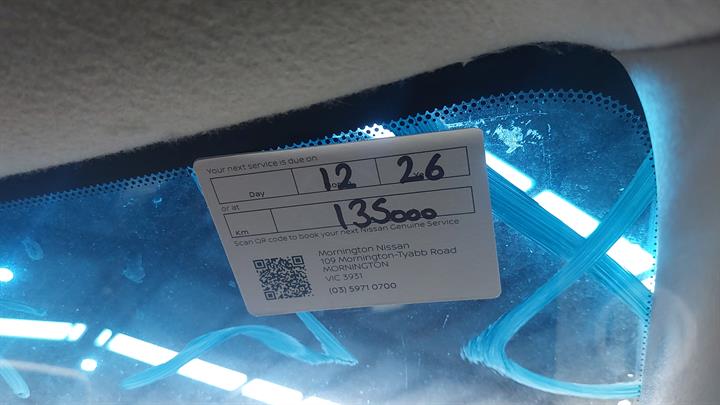 Your next service is due on
Day 12 26
or at
Km 135000
Scan QR code to book your next Nissan Genuine Service
Mornington Nissan
109 Mornington-Tyabb Road
MORNINGTON
VIC 3931
(03) 5971 0700